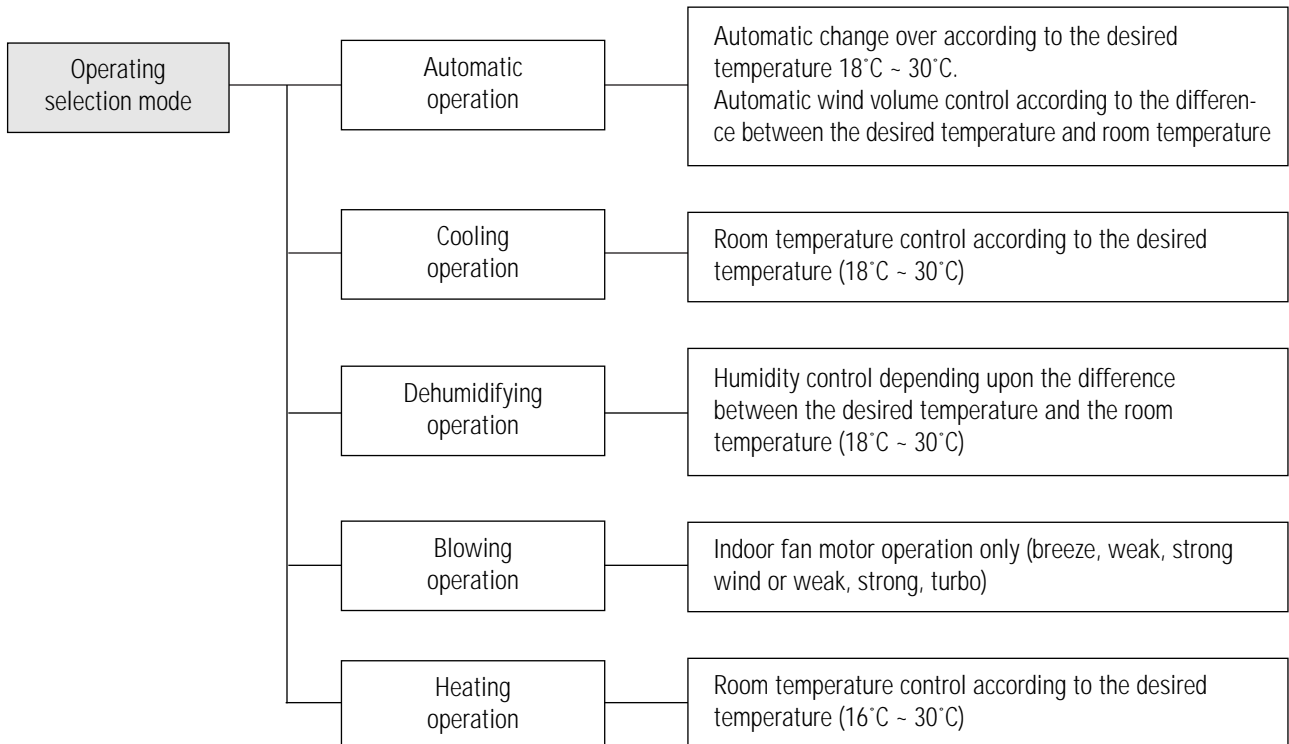 Operating
selection mode
Automatic
operation
Automatic change over according to the desired
temperature 18˚C ~ 30˚C.
Automatic wind volume control according to the differen-
ce between the desired temperature and room temperature
Cooling
operation
Room temperature control according to the desired
temperature (18˚C ~ 30˚C)
Dehumidifying
operation
Humidity control depending upon the difference
between the desired temperature and the room
temperature (18˚C ~ 30˚C)
Blowing
operation
Indoor fan motor operation only (breeze, weak, strong
wind or weak, strong, turbo)
Heating
operation
Room temperature control according to the desired
temperature (16˚C ~ 30˚C)